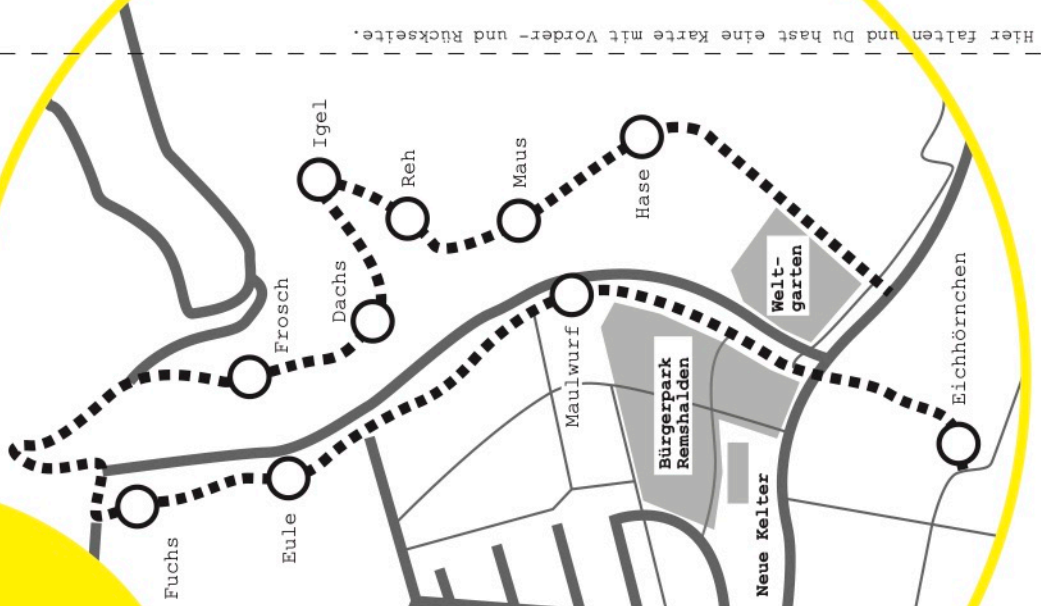 Hier falten und Du hast eine Karte mit Vorder- und Rückseite.
Igel
Reh
Maus
Hase
Frosch
Dachs
Welt-
garten
Eichhörnchen
Maulwurf
Bürgerpark
Remshalden
Neue Kelter
Eule
Fuchs